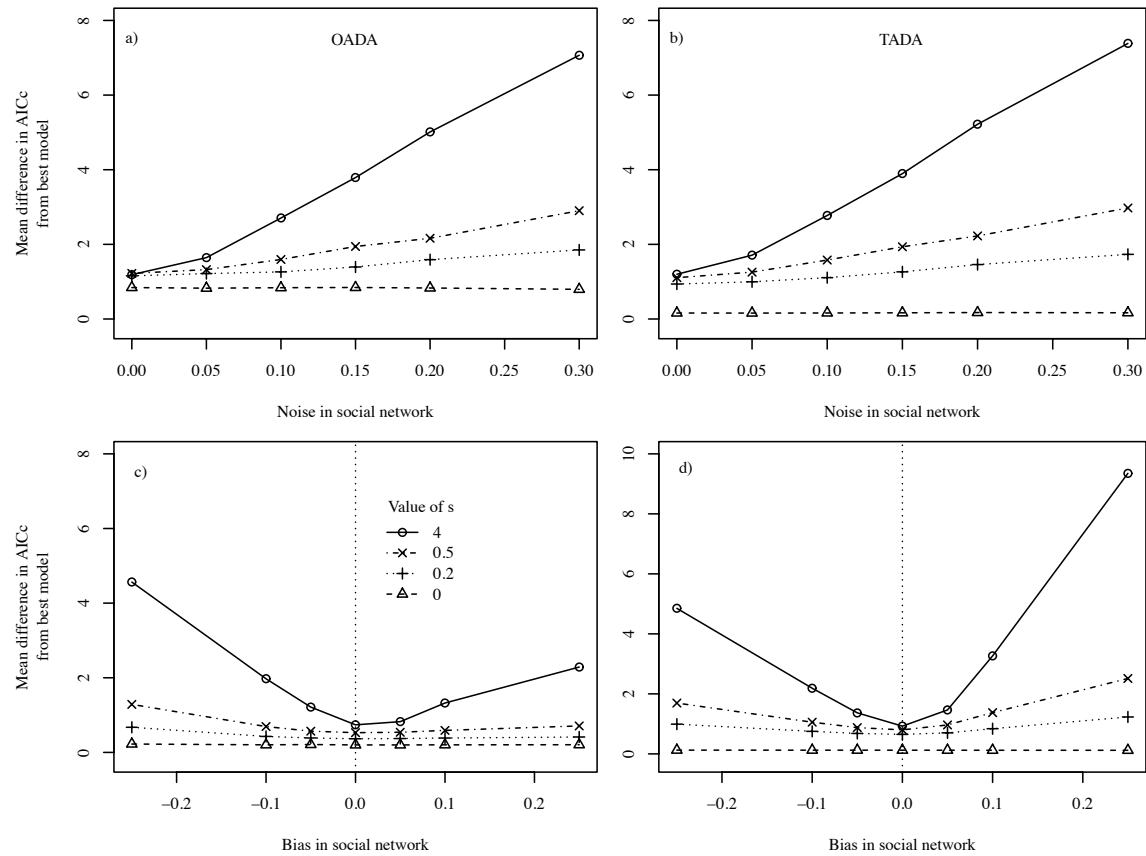 a)
OADA
Mean difference in AICc
from best model
8
6
4
2
0
0.00 0.05 0.10 0.15 0.20 0.25 0.30
Noise in social network
b)
TADA
8
6
4
2
0
0.00 0.05 0.10 0.15 0.20 0.25 0.30
Noise in social network
c)
Mean difference in AICc
from best model
8
6
4
2
0
Value of s
4
0.5
0.2
0
−0.2 −0.1 0.0 0.1 0.2
Bias in social network
d)
10
8
6
4
2
0
−0.2 −0.1 0.0 0.1 0.2
Bias in social network